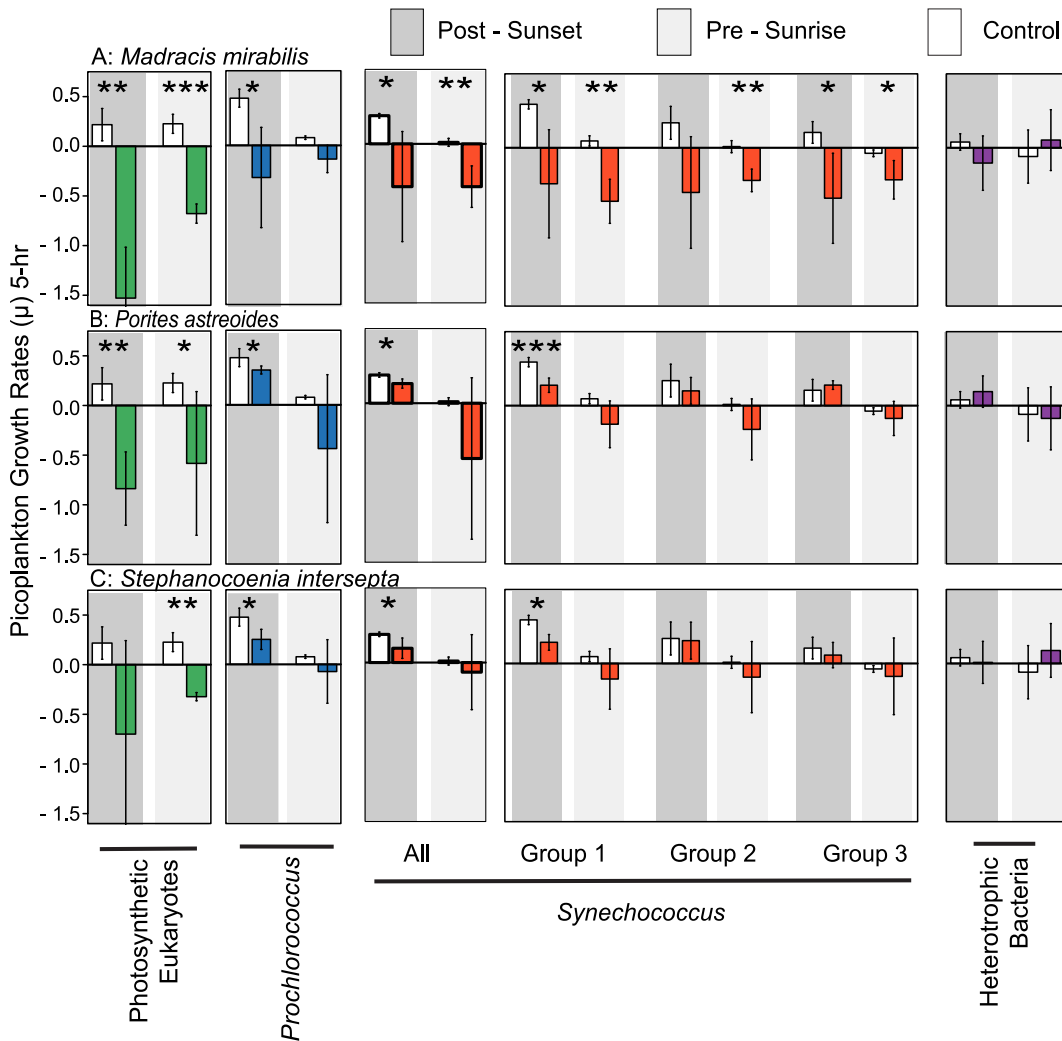 Post - Sunset Pre - Sunrise Control
A: Madracis mirabilis
** *** * * ** * ** ** * *
0.5
0.0
- 0.5
- 1.0
- 1.5
B: Porites astreoides
** * * * ***
0.5
0.0
- 0.5
- 1.0
- 1.5
C: Stephanocoenia intersepta
** * * *
0.5
0.0
- 0.5
- 1.0
- 1.5
Picoplankton Growth Rates (μ) 5-hr
All Group 1 Group 2 Group 3
Synechococcus
Photosynthetic
Eukaryotes
Prochlorococcus
Heterotrophic
Bacteria